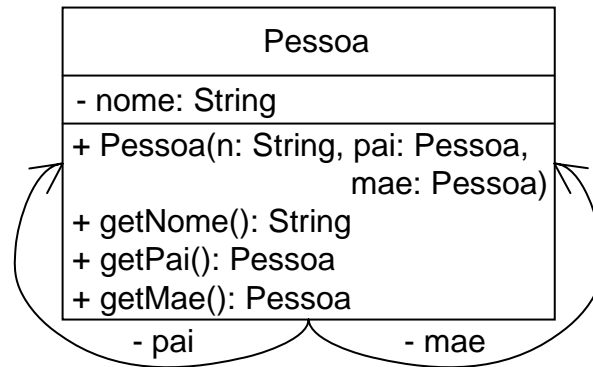 Pessoa
- nome: String
+ Pessoa(n: String, pai: Pessoa,
mae: Pessoa)
+ getNome(): String
+ getPai(): Pessoa
+ getMae(): Pessoa
- pai
- mae